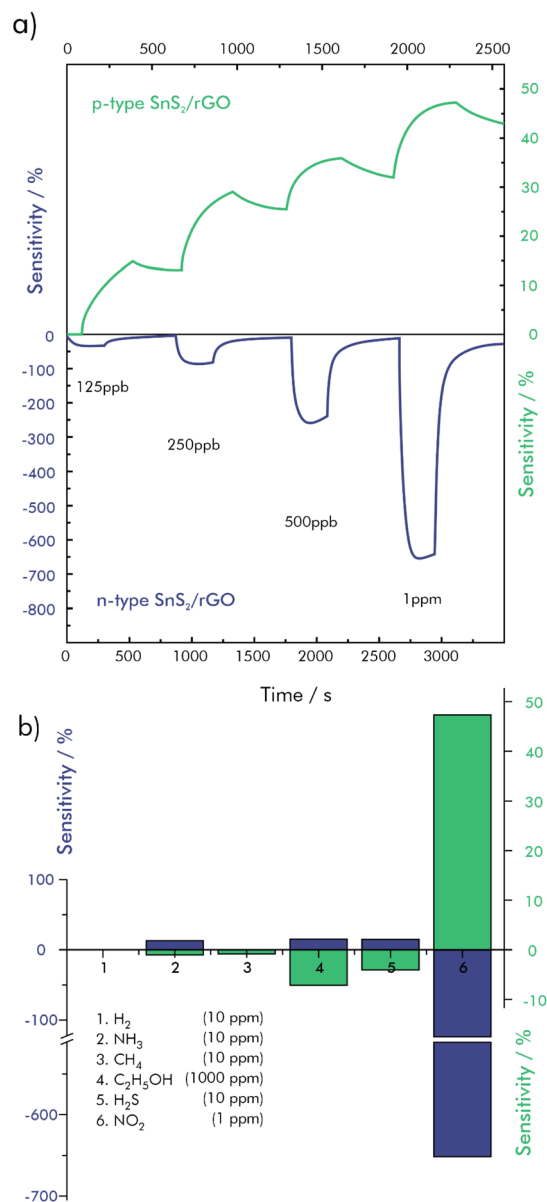 a)
0 500 1000 1500 2000 2500
p-type SnS₂/rGO
Sensitivity / %
50
40
30
20
10
0
0
-100
-200
-300
-400
-500
-600
-700
-800
125ppb
250ppb
500ppb
1ppm
n-type SnS₂/rGO
Sensitivity / %
0 500 1000 1500 2000 2500 3000
Time / s
b)
Sensitivity / %
100
0
-100
-600
-700
50
40
30
20
10
0
-10
Sensitivity / %
1 2 3 4 5 6
1. H₂ (10 ppm)
2. NH₃ (10 ppm)
3. CH₄ (10 ppm)
4. C₂H₅OH (1000 ppm)
5. H₂S (10 ppm)
6. NO₂ (1 ppm)